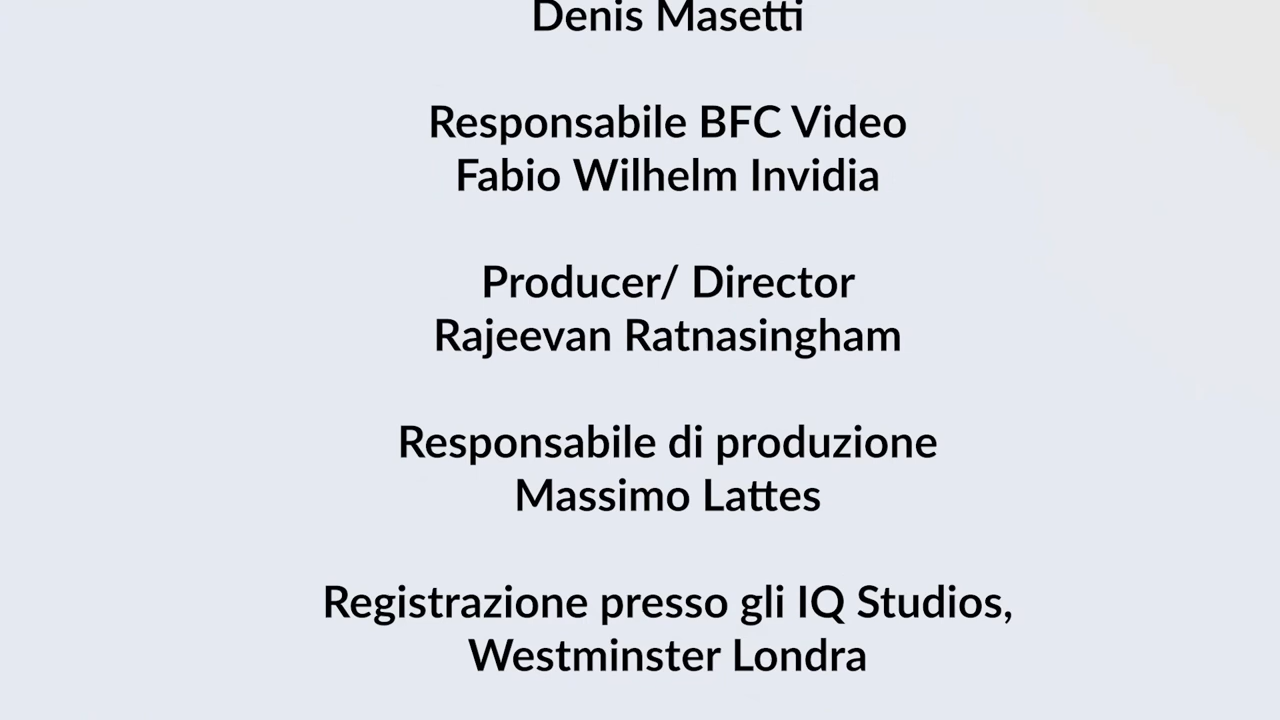 Denis Masetti
Responsabile BFC Video
Fabio Wilhelm Invidia
Producer/ Director
Rajeevan Ratnasingham
Responsabile di produzione
Massimo Lattes
Registrazione presso gli IQ Studios,
Westminster Londra